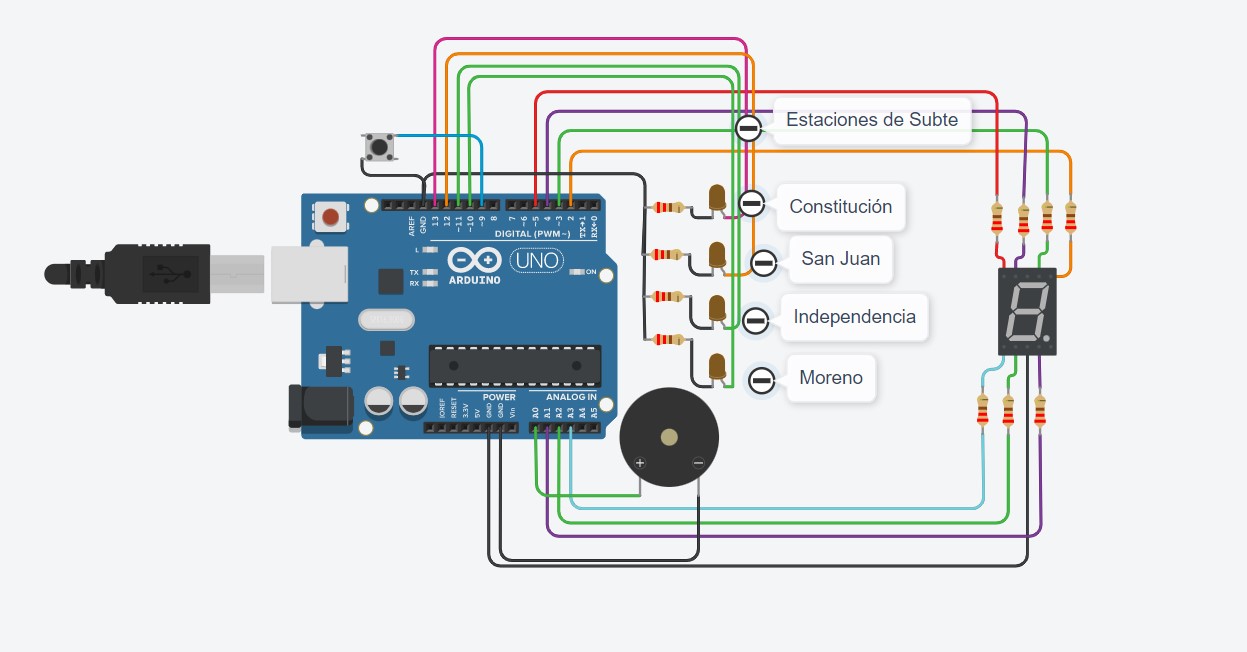 Estaciones de Subte
Constitución
San Juan
Independencia
Moreno
AREF
GND
13
12
~11
~10
~9
8
7
~6
~5
4
~3
2
TX→1
RX←0
DIGITAL (PWM~)
L
TX
RX
ARDUINO
UNO
ON
POWER
ANALOG IN
IOREF
RESET
3.3V
5V
GND
GND
Vin
A0
A1
A2
A3
A4
A5